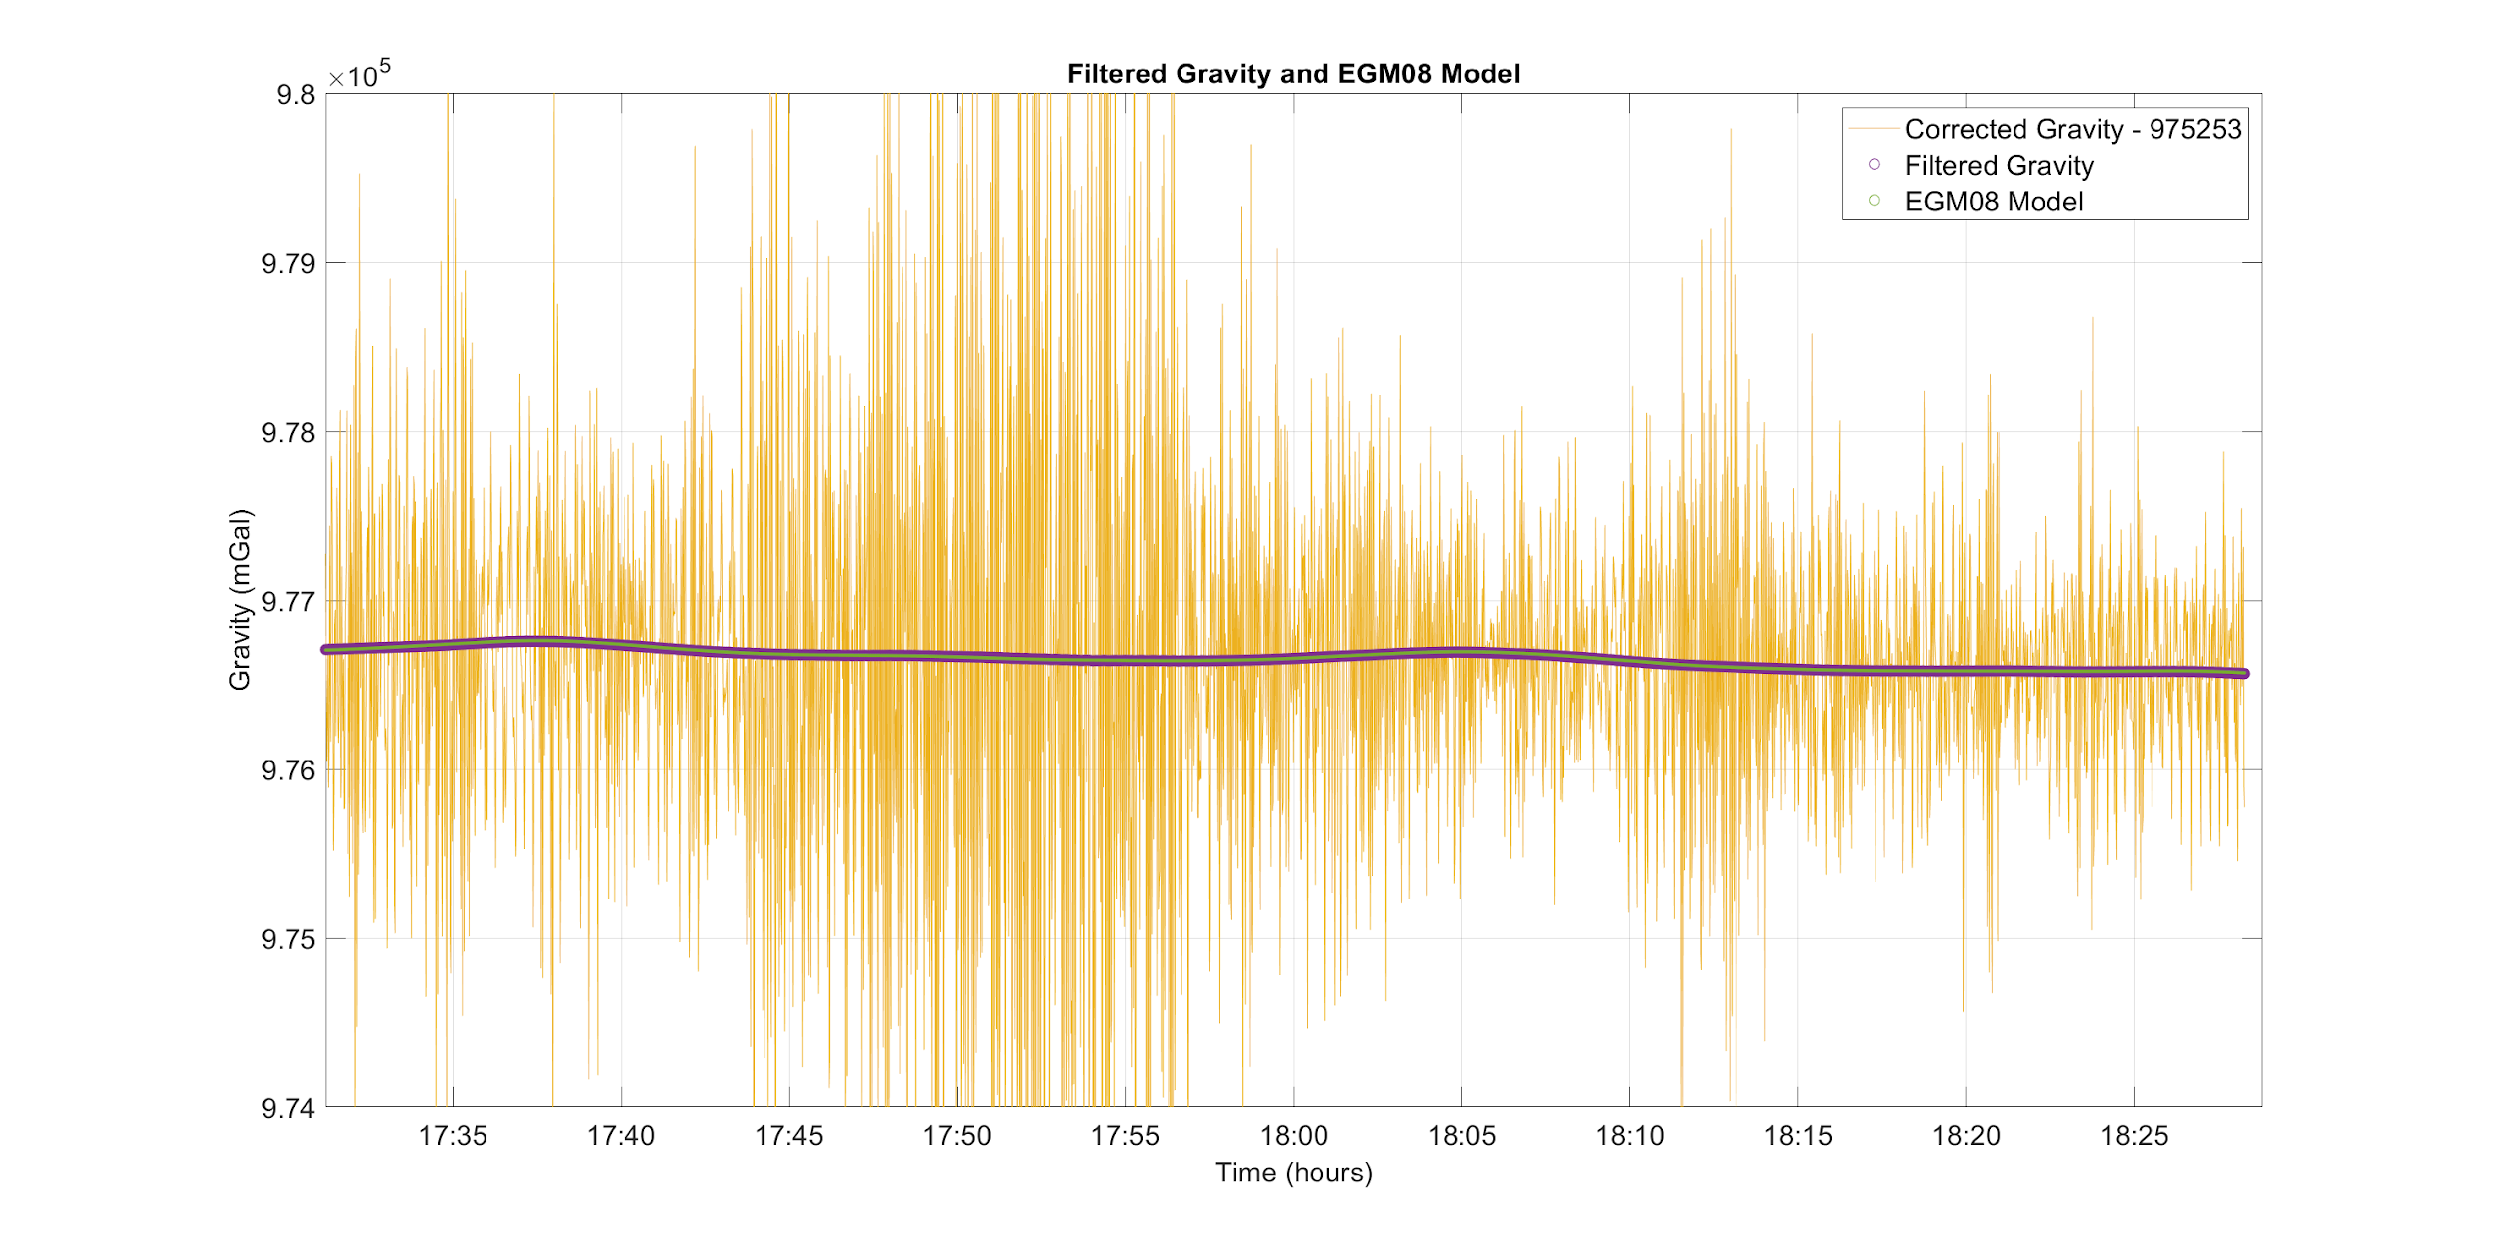 Filtered Gravity and EGM08 Model
×10⁵
9.8
9.79
9.78
9.77
9.76
9.75
9.74
Gravity (mGal)
Corrected Gravity - 975253
Filtered Gravity
EGM08 Model
17:35 17:40 17:45 17:50 17:55 18:00 18:05 18:10 18:15 18:20 18:25
Time (hours)